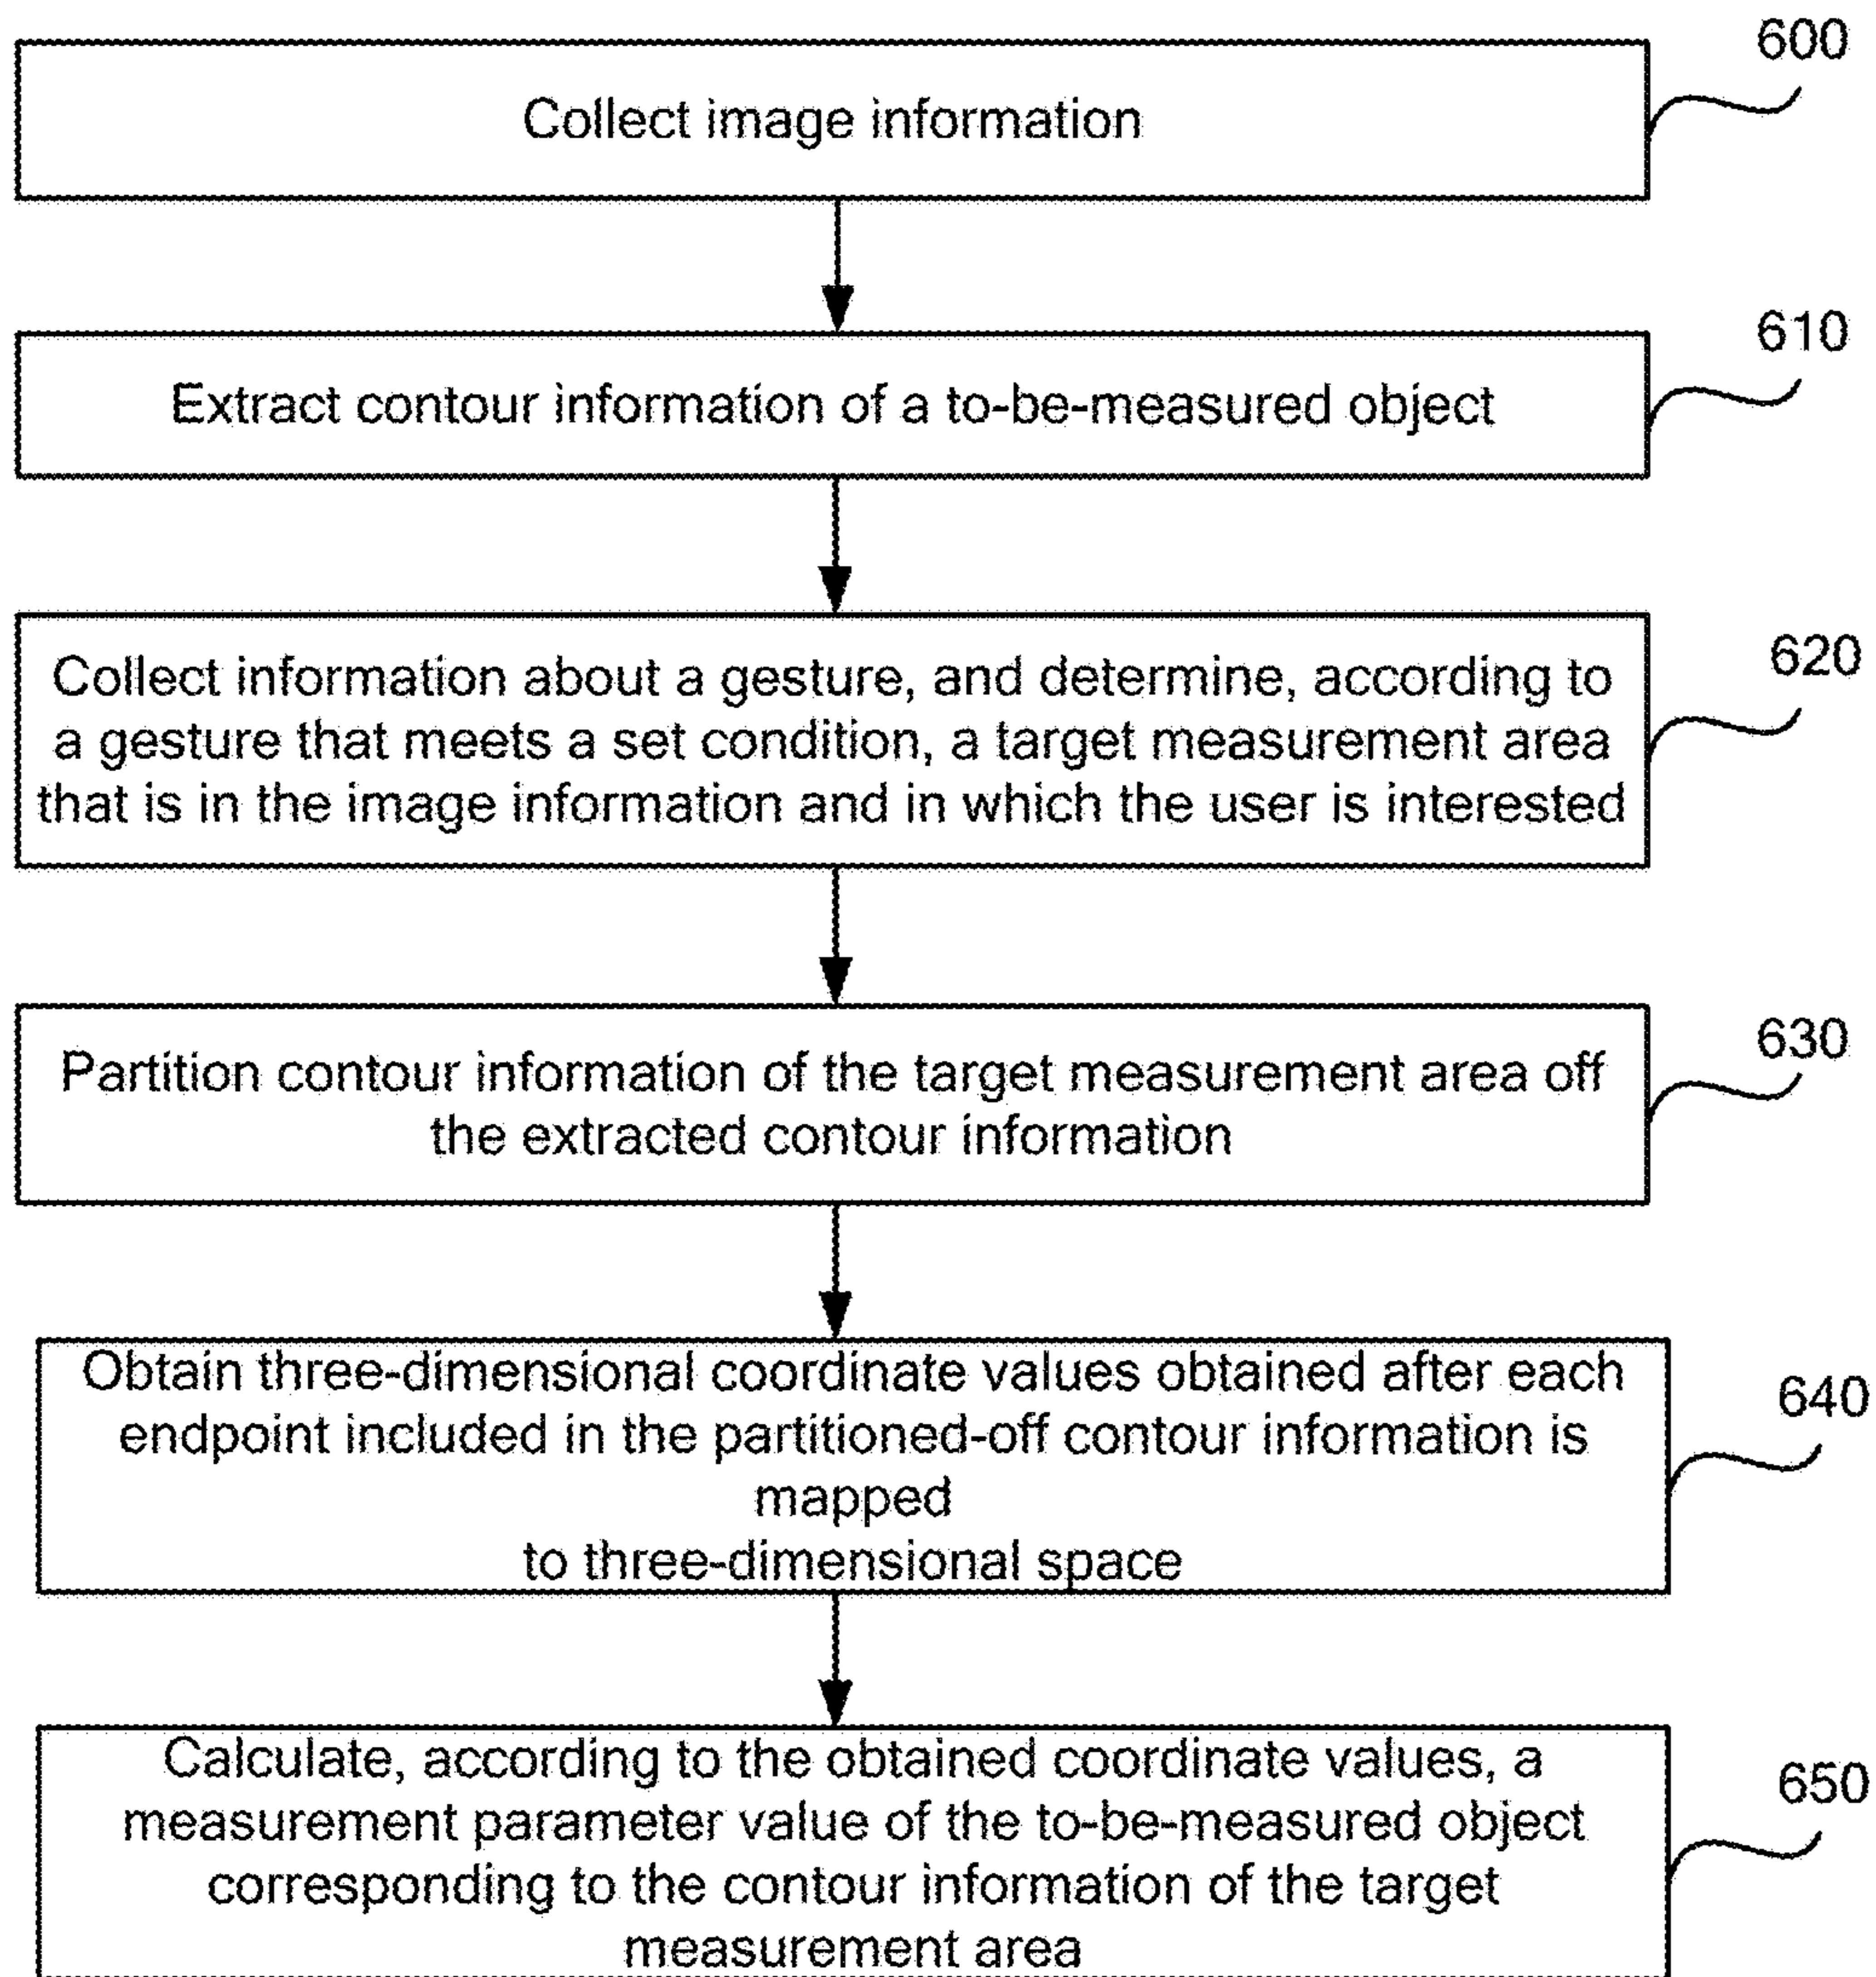 600
Collect image information
610
Extract contour information of a to-be-measured object
620
Collect information about a gesture, and determine, according to
a gesture that meets a set condition, a target measurement area
that is in the image information and in which the user is interested
630
Partition contour information of the target measurement area off
the extracted contour information
Obtain three-dimensional coordinate values obtained after each
640
endpoint included in the partitioned-off contour information is
mapped
to three-dimensional space
Calculate, according to the obtained coordinate values, a
650
measurement parameter value of the to-be-measured object
corresponding to the contour information of the target
measurement area